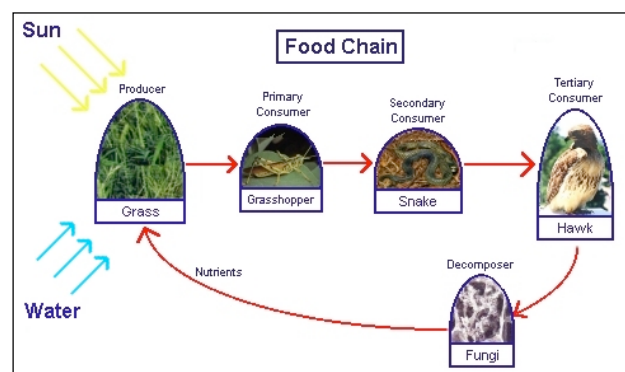 Sun
Food Chain
Producer
Primary
Consumer
Secondary
Consumer
Tertiary
Consumer
Grass
Grasshopper
Snake
Hawk
Water
Nutrients
Decomposer
Fungi